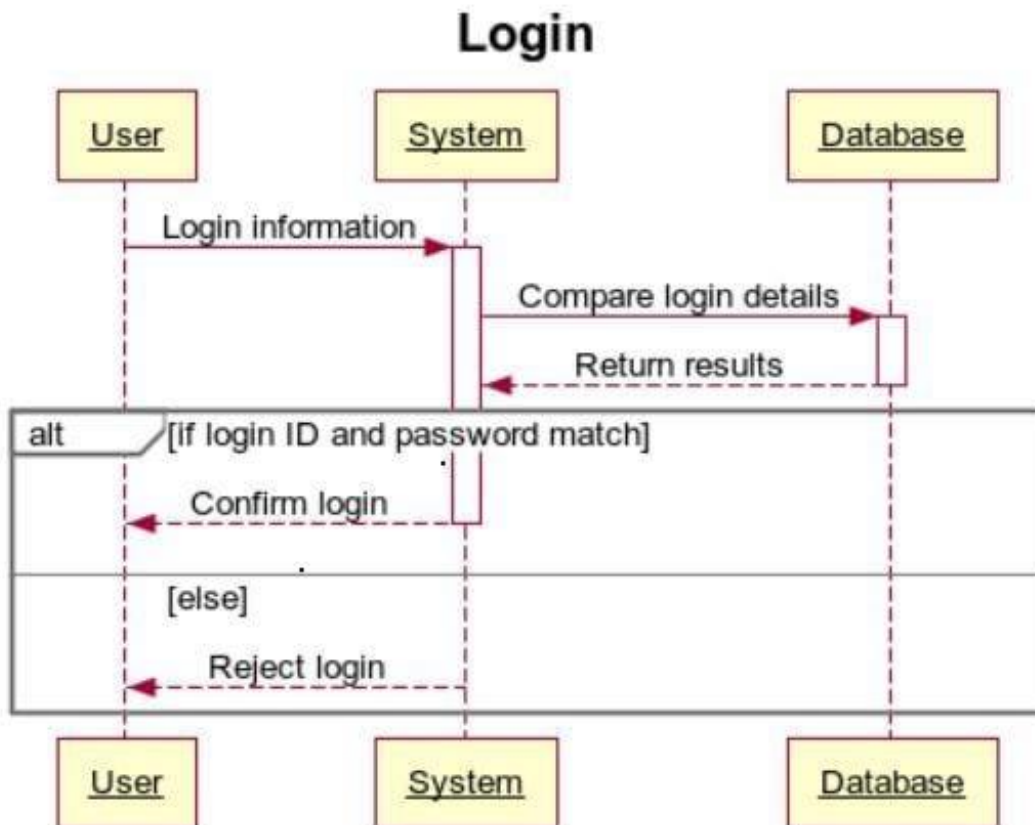 Login
User
System
Database
Login information
Compare login details
Return results
alt
[if login ID and password match]
Confirm login
[else]
Reject login
User
System
Database